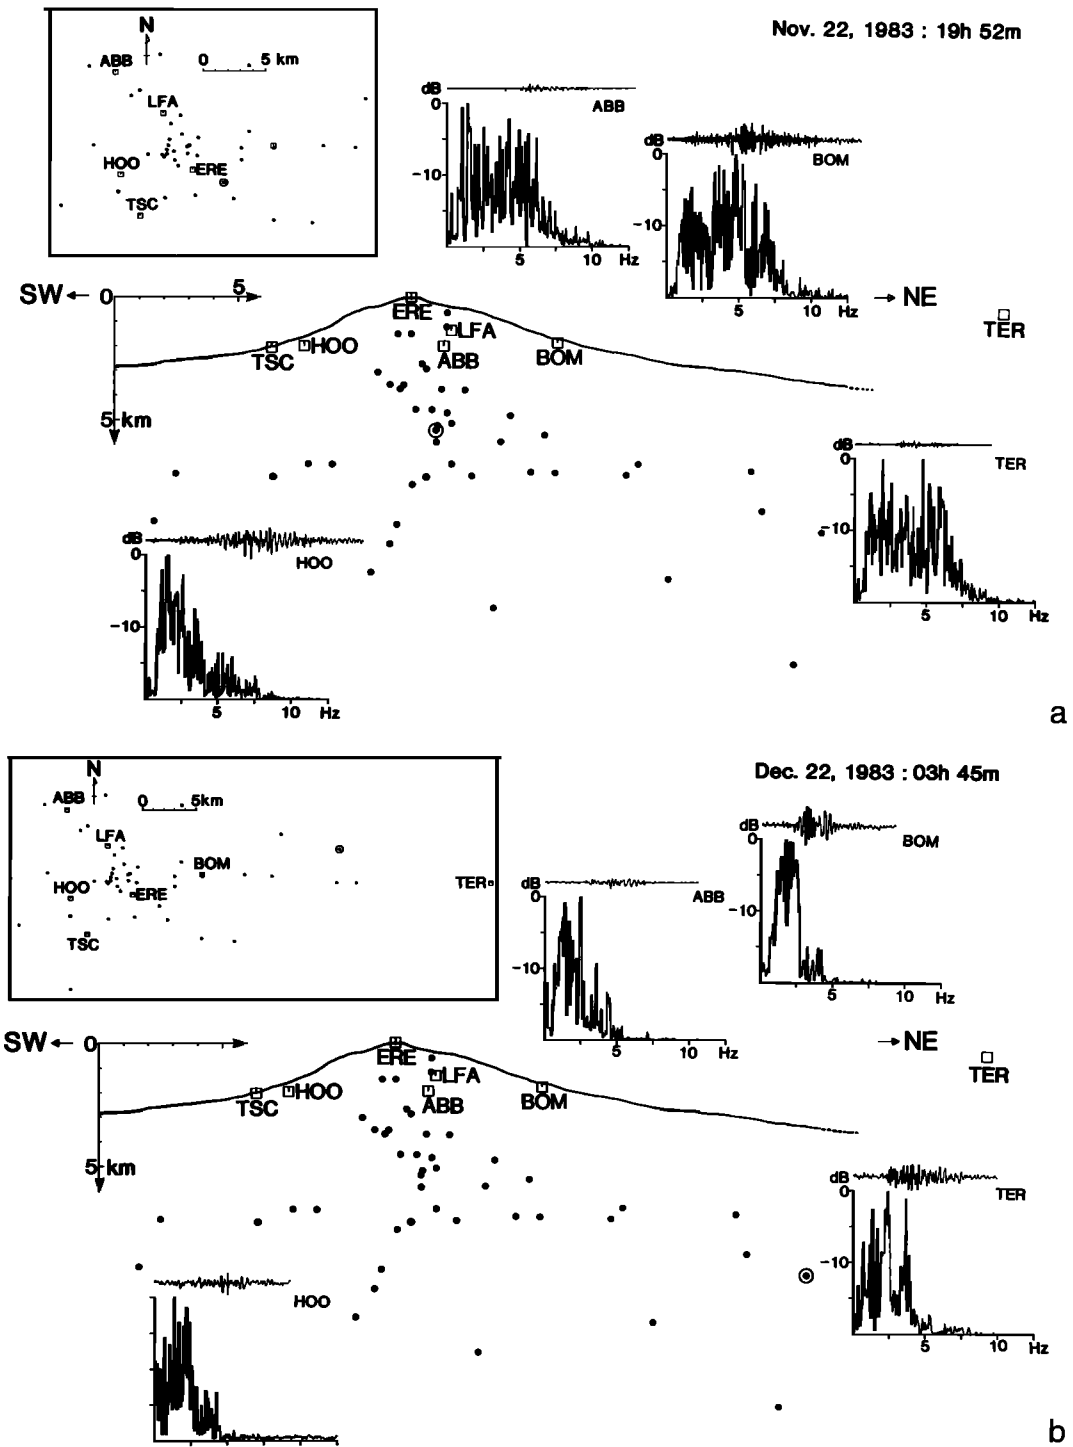 N
ABB
0 5 km
LFA
HOO
ERE
TSC
Nov. 22, 1983 : 19h 52m
dB
ABB
0
-10
5 10 Hz
dB
BOM
0
-10
5 10 Hz
SW ← 0 5
→ NE
ERE
LFA
TSC
HOO
ABB
BOM
TER
5 km
dB
TER
0
-10
5 10 Hz
dB
HOO
0
-10
5 10 Hz
a
N
ABB
0 5km
LFA
BOM
HOO
ERE
TER
TSC
Dec. 22, 1983 : 03h 45m
dB
BOM
0
-10
5 10 Hz
dB
ABB
0
-10
5 10 Hz
SW ← 0
→ NE
ERE
LFA
TSC
HOO
ABB
BOM
TER
5 km
dB
TER
0
-10
5 10 Hz
HOO
b